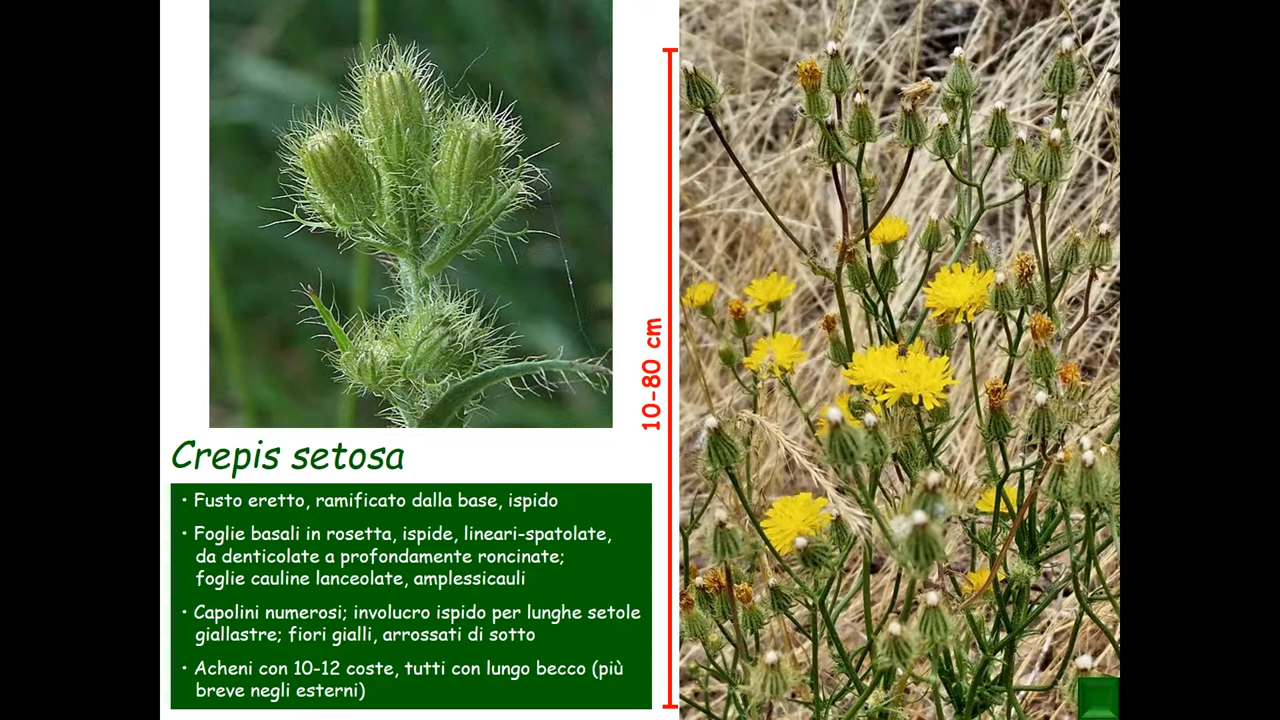 10-80 cm
Crepis setosa
• Fusto eretto, ramificato dalla base, ispido
• Foglie basali in rosetta, ispide, lineari-spatolate,
da denticolate a profondamente roncinate;
foglie cauline lanceolate, amplessicauli
• Capolini numerosi; involucro ispido per lunghe setole
giallastre; fiori gialli, arrossati di sotto
• Acheni con 10-12 coste, tutti con lungo becco (più
breve negli esterni)